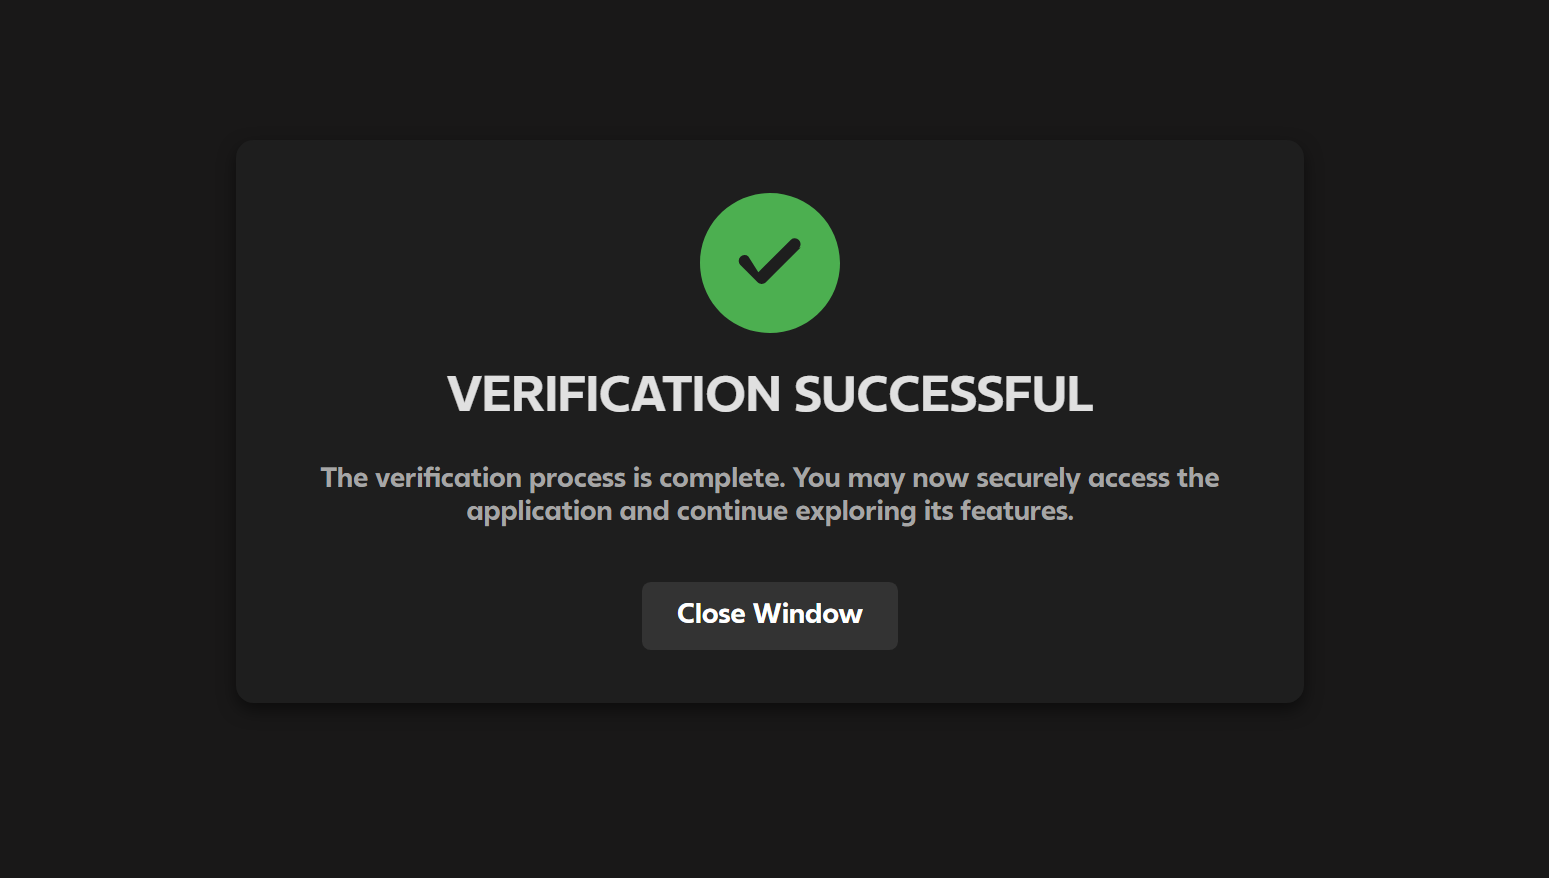 VERIFICATION SUCCESSFUL
The verification process is complete. You may now securely access the
application and continue exploring its features.
Close Window